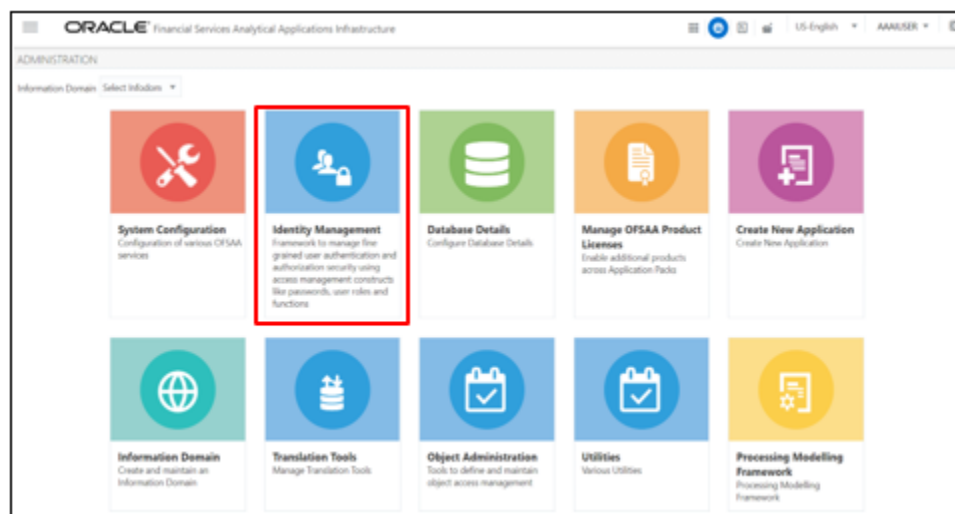 ORACLE Financial Services Analytical Applications Infrastructure
US-English
AAAIUSER
ADMINISTRATION
Information Domain Select Infodom
System Configuration
Configuration of various OFSAA
services
Identity Management
Framework to manage fine
grained user authentication and
authorization security using
access management constructs
like passwords, user roles and
functions
Database Details
Configure Database Details
Manage OFSAA Product
Licenses
Enable additional products
across Application Packs
Create New Application
Create New Application
Information Domain
Create and maintain an
Information Domain
Translation Tools
Manage Translation Tools
Object Administration
Tools to define and maintain
object access management
Utilities
Various Utilities
Processing Modelling
Framework
Processing Modelling
Framework